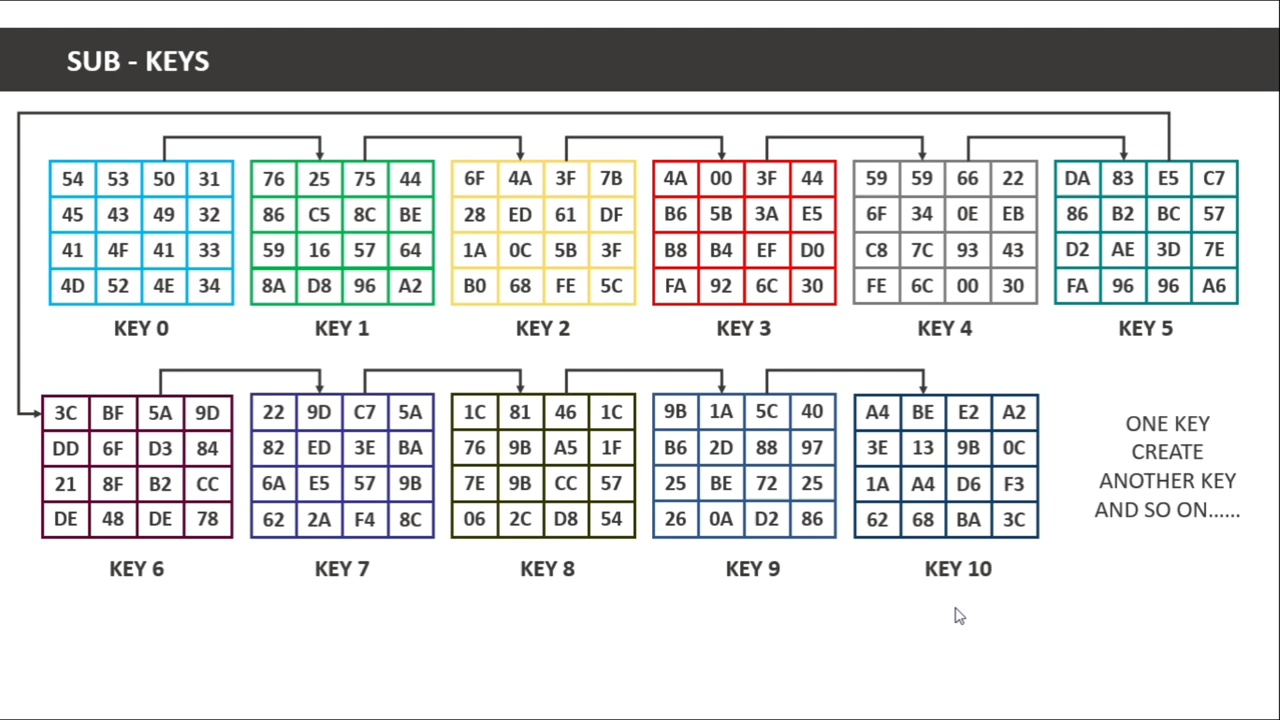 SUB - KEYS
54 53 50 31
45 43 49 32
41 4F 41 33
4D 52 4E 34
KEY 0
76 25 75 44
86 C5 8C BE
59 16 57 64
8A D8 96 A2
KEY 1
6F 4A 3F 7B
28 ED 61 DF
1A 0C 5B 3F
B0 68 FE 5C
KEY 2
4A 00 3F 44
B6 5B 3A E5
B8 B4 EF D0
FA 92 6C 30
KEY 3
59 59 66 22
6F 34 0E EB
C8 7C 93 43
FE 6C 00 30
KEY 4
DA 83 E5 C7
86 B2 BC 57
D2 AE 3D 7E
FA 96 96 A6
KEY 5
3C BF 5A 9D
DD 6F D3 84
21 8F B2 CC
DE 48 DE 78
KEY 6
22 9D C7 5A
82 ED 3E BA
6A E5 57 9B
62 2A F4 8C
KEY 7
1C 81 46 1C
76 9B A5 1F
7E 9B CC 57
06 2C D8 54
KEY 8
9B 1A 5C 40
B6 2D 88 97
25 BE 72 25
26 0A D2 86
KEY 9
A4 BE E2 A2
3E 13 9B 0C
1A A4 D6 F3
62 68 BA 3C
KEY 10
ONE KEY
CREATE
ANOTHER KEY
AND SO ON......